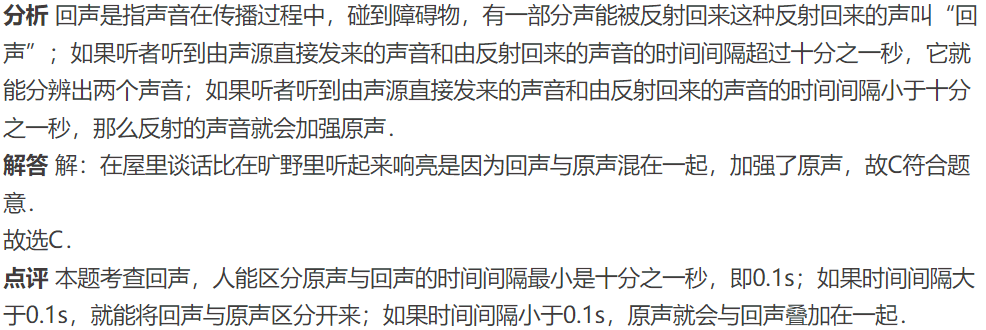 分析 回声是指声音在传播过程中，碰到障碍物，有一部分声能被反射回来这种反射回来的声叫“回
声”；如果听者听到由声源直接发来的声音和由反射回来的声音的时间间隔超过十分之一秒，它就
能分辨出两个声音；如果听者听到由声源直接发来的声音和由反射回来的声音的时间间隔小于十分
之一秒，那么反射的声音就会加强原声．
解答 解：在屋里谈话比在旷野里听起来响亮是因为回声与原声混在一起，加强了原声，故C符合题
意．
故选C．
点评 本题考查回声，人能区分原声与回声的时间间隔最小是十分之一秒，即0.1s；如果时间间隔大
于0.1s，就能将回声与原声区分开来；如果时间间隔小于0.1s，原声就会与回声叠加在一起．